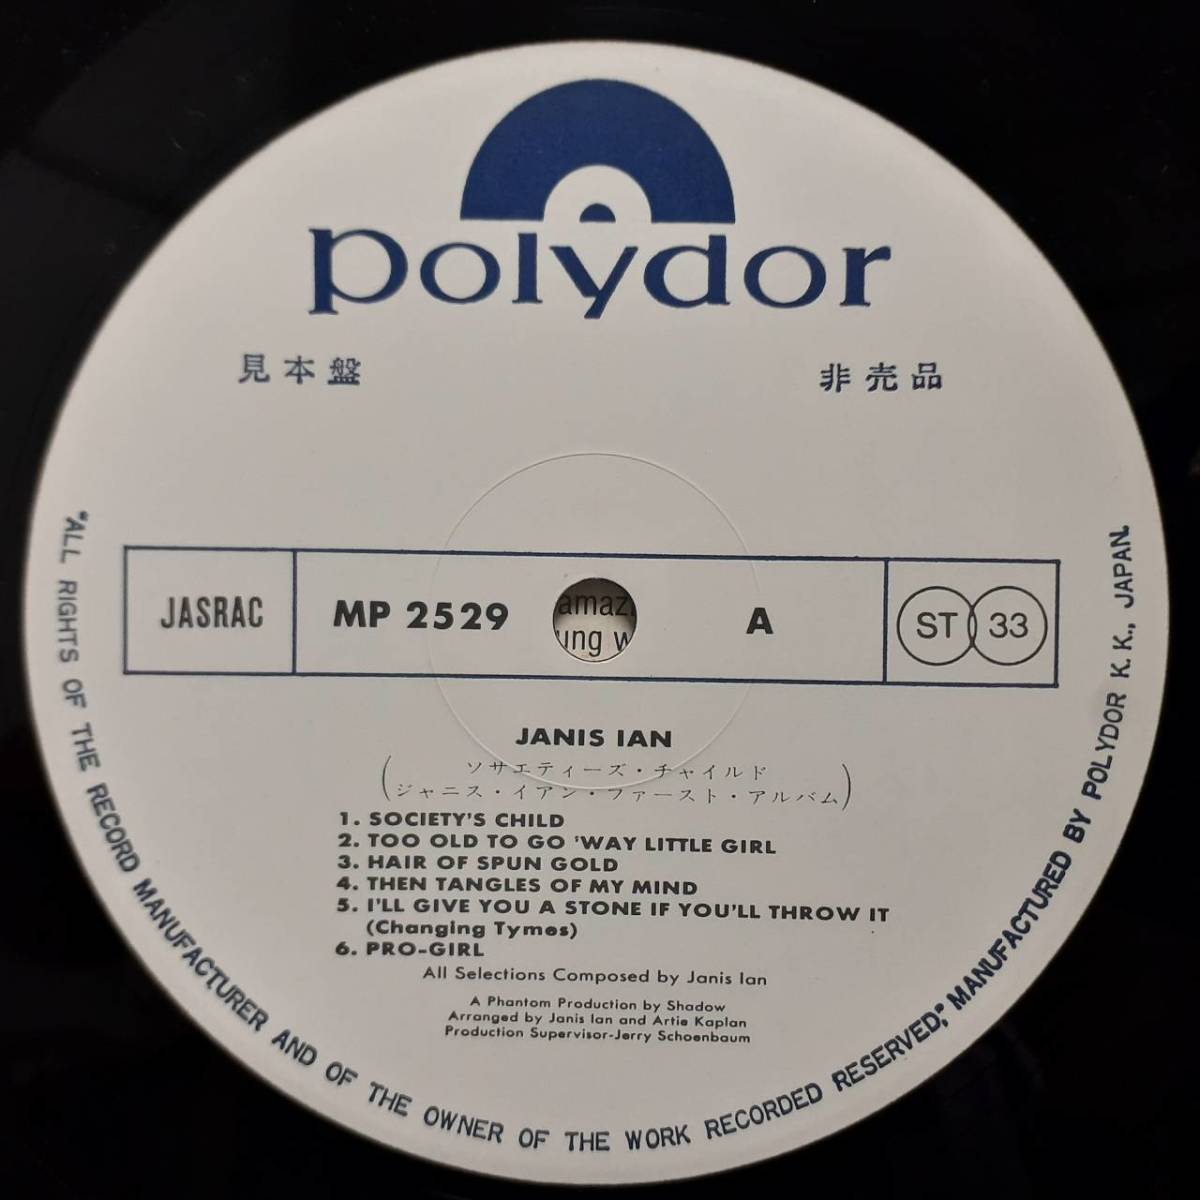 polydor
見本盤 非売品
JASRAC MP 2529 A ST 33
amaz
ung w
JANIS IAN
(ソサエティーズ・チャイルド
ジャニス・イアン・ファースト・アルバム)
1. SOCIETY'S CHILD
2. TOO OLD TO GO 'WAY LITTLE GIRL
3. HAIR OF SPUN GOLD
4. THEN TANGLES OF MY MIND
5. I'LL GIVE YOU A STONE IF YOU'LL THROW IT
(Changing Tymes)
6. PRO-GIRL
All Selections Composed by Janis Ian
A Phantom Production by Shadow
Arranged by Janis Ian and Artie Kaplan
Production Supervisor-Jerry Schoenbaum
"ALL RIGHTS OF THE RECORD MANUFACTURER AND OF THE OWNER OF THE WORK RECORDED RESERVED," MANUFACTURED BY POLYDOR K. K., JAPAN.